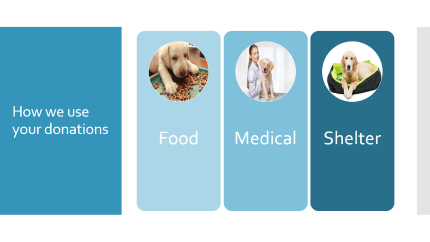 How we use
your donations
Food
Medical
Shelter